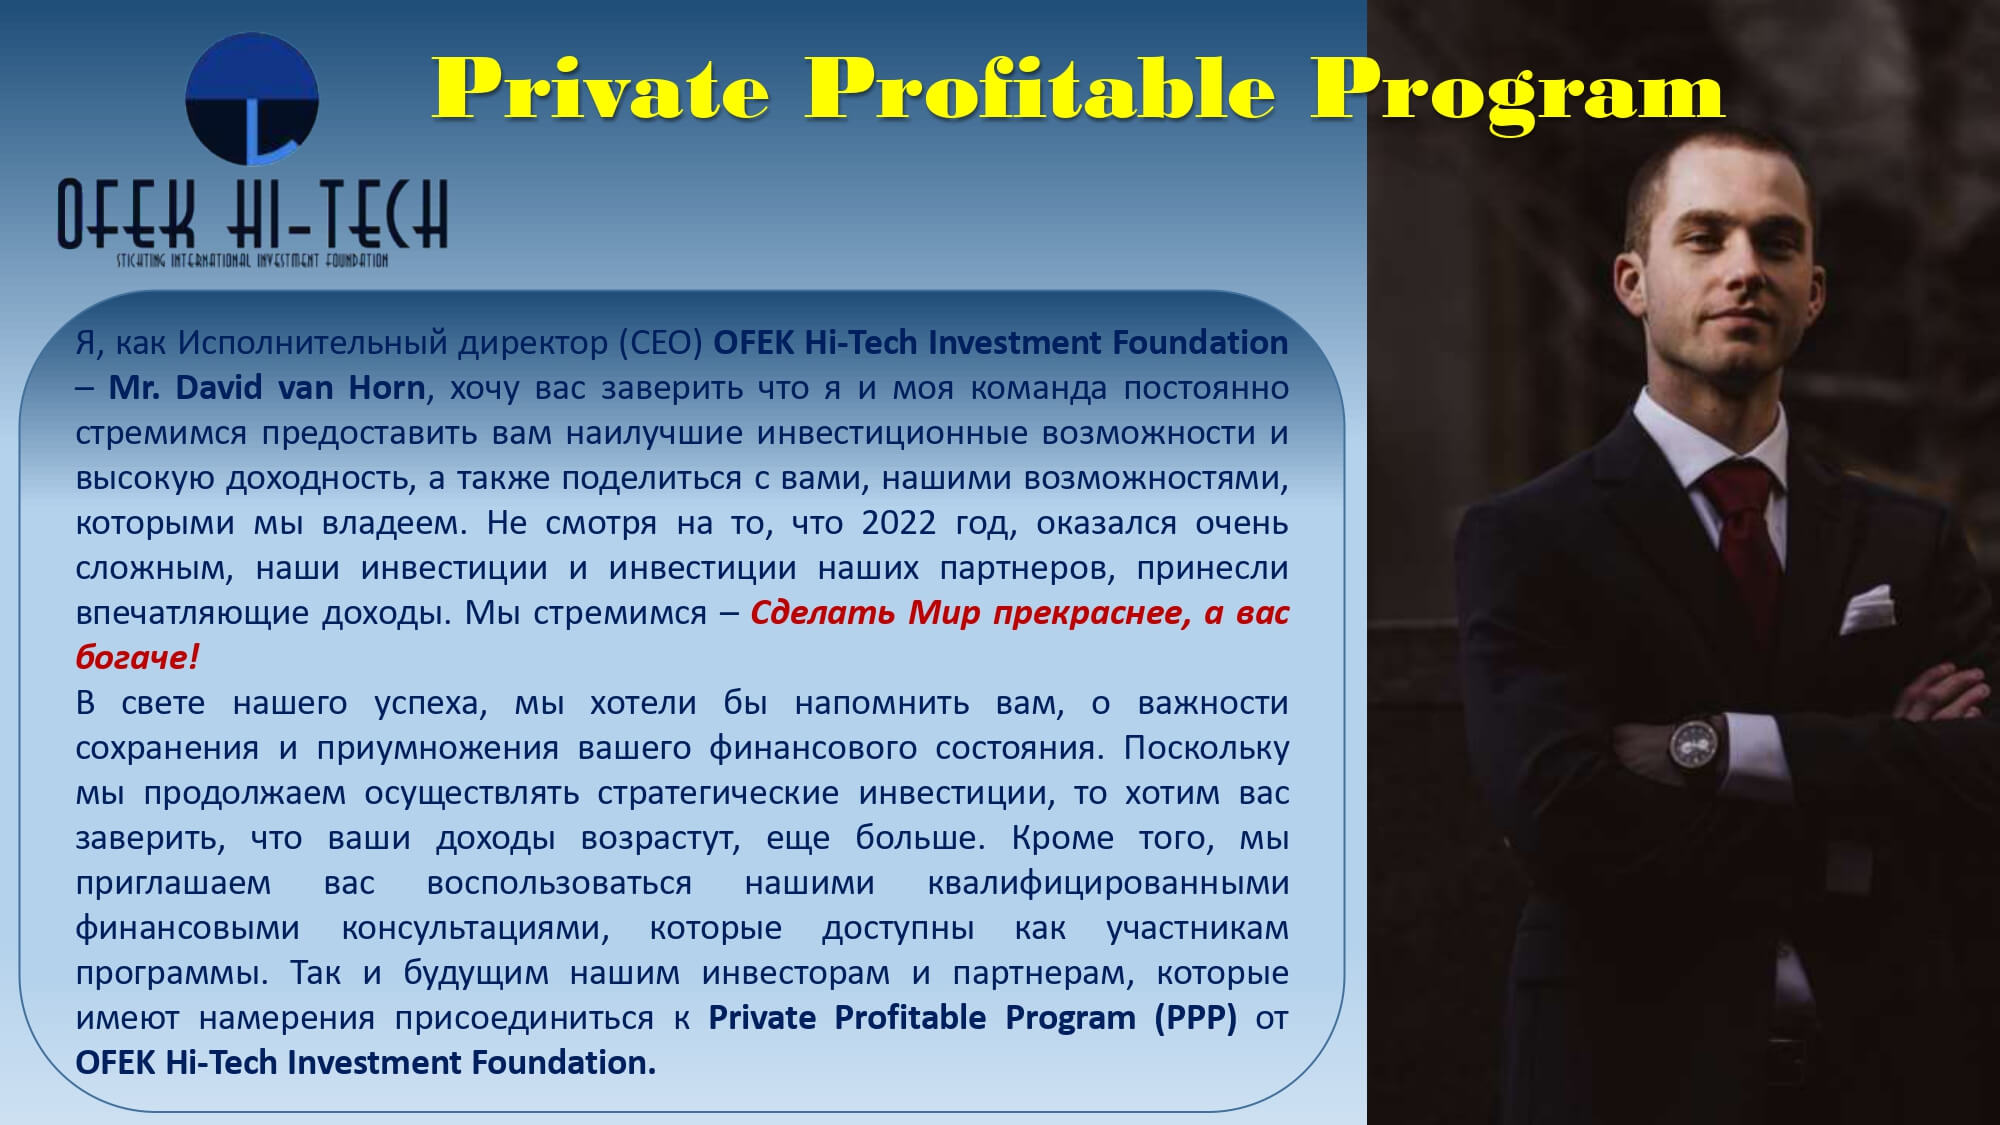 Private Profitable Program
OFEK HI-TECH
STICHTING INTERNATIONAL INVESTMENT FOUNDATION
Я, как Исполнительный директор (CEO) OFEK Hi-Tech Investment Foundation
– Mr. David van Horn, хочу вас заверить что я и моя команда постоянно
стремимся предоставить вам наилучшие инвестиционные возможности и
высокую доходность, а также поделиться с вами, нашими возможностями,
которыми мы владеем. Не смотря на то, что 2022 год, оказался очень
сложным, наши инвестиции и инвестиции наших партнеров, принесли
впечатляющие доходы. Мы стремимся – Сделать Мир прекраснее, а вас
богаче!
В свете нашего успеха, мы хотели бы напомнить вам, о важности
сохранения и приумножения вашего финансового состояния. Поскольку
мы продолжаем осуществлять стратегические инвестиции, то хотим вас
заверить, что ваши доходы возрастут, еще больше. Кроме того, мы
приглашаем вас воспользоваться нашими квалифицированными
финансовыми консультациями, которые доступны как участникам
программы. Так и будущим нашим инвесторам и партнерам, которые
имеют намерения присоединиться к Private Profitable Program (PPP) от
OFEK Hi-Tech Investment Foundation.